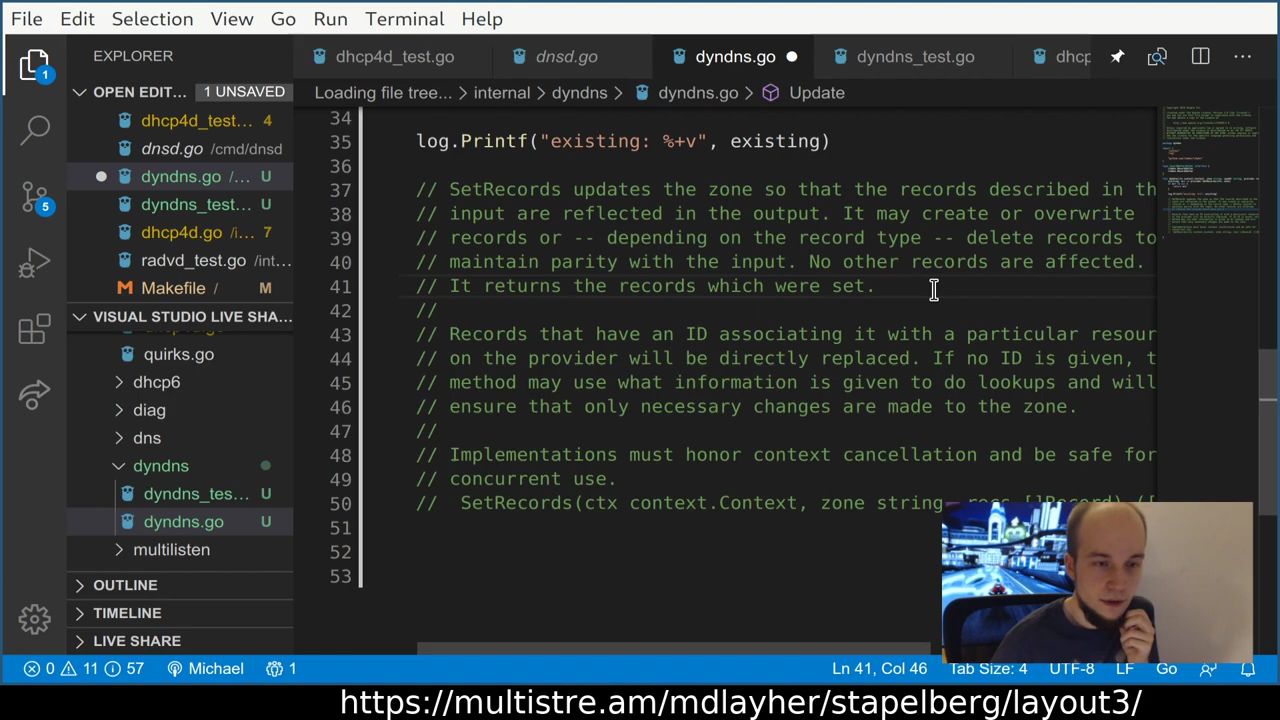 File Edit Selection View Go Run Terminal Help
EXPLORER
dhcp4d_test.go dnsd.go dyndns.go dyndns_test.go dhcp
OPEN EDIT... 1 UNSAVED
Loading file tree... > internal > dyndns > dyndns.go > Update
dhcp4d_test... 4
dnsd.go /cmd/dnsd
dyndns.go /... U
dyndns_test... U
dhcp4d.go /i... 7
radvd_test.go /int...
Makefile / M
VISUAL STUDIO LIVE SHA...
quirks.go
dhcp6
diag
dns
dyndns
dyndns_tes... U
dyndns.go U
multilisten
OUTLINE
TIMELINE
LIVE SHARE
34
35 log.Printf("existing: %+v", existing)
36
37 // SetRecords updates the zone so that the records described in th
38 // input are reflected in the output. It may create or overwrite
39 // records or -- depending on the record type -- delete records to
40 // maintain parity with the input. No other records are affected.
41 // It returns the records which were set.
42 //
43 // Records that have an ID associating it with a particular resour
44 // on the provider will be directly replaced. If no ID is given, t
45 // method may use what information is given to do lookups and will
46 // ensure that only necessary changes are made to the zone.
47 //
48 // Implementations must honor context cancellation and be safe for
49 // concurrent use.
50 // SetRecords(ctx context.Context, zone string, recs []Record) ([
51
52
53
1
5
0 11 57 Michael 1 Ln 41, Col 46 Tab Size: 4 UTF-8 LF Go
https://multistre.am/mdlayher/stapelberg/layout3/